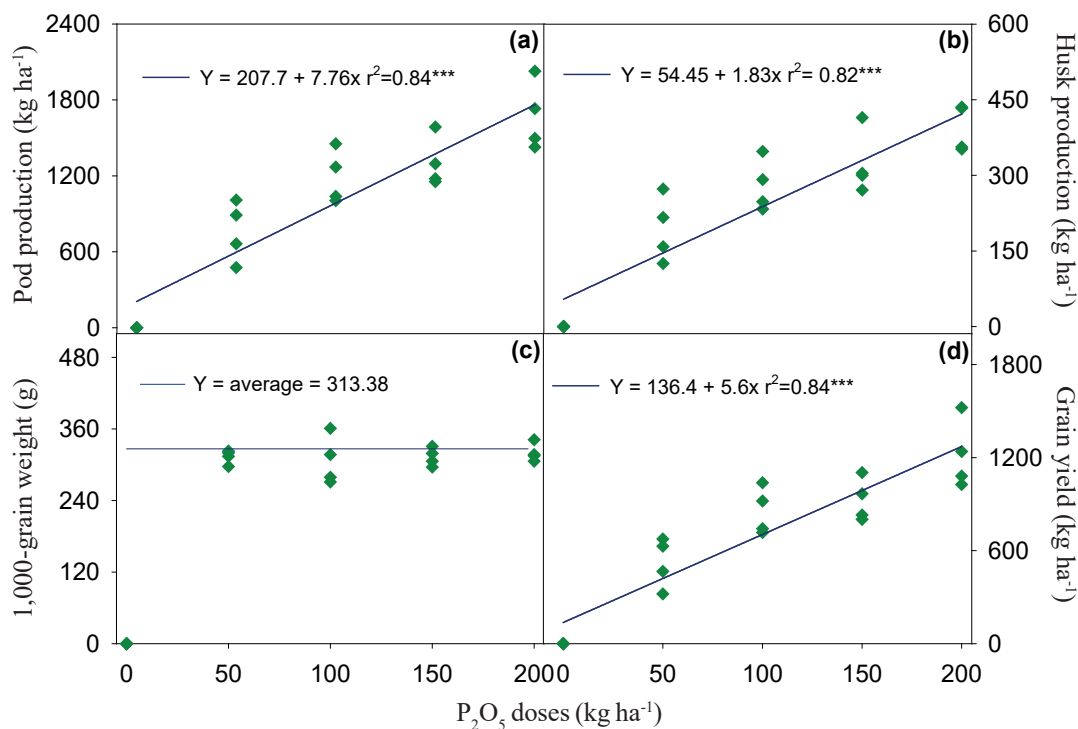 2400
1800
1200
600
0
Pod production (kg ha⁻¹)
(a)
Y = 207.7 + 7.76x r²=0.84***
(b)
Y = 54.45 + 1.83x r²= 0.82***
600
450
300
150
0
Husk production (kg ha⁻¹)
480
360
240
120
0
1,000-grain weight (g)
(c)
Y = average = 313.38
0
50
100
150
200
(d)
Y = 136.4 + 5.6x r²=0.84***
1800
1200
600
0
Grain yield (kg ha⁻¹)
50
100
150
200
P₂O₅ doses (kg ha⁻¹)